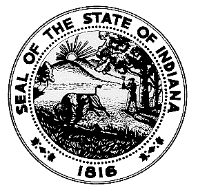 SEAL OF THE STATE OF INDIANA
1816